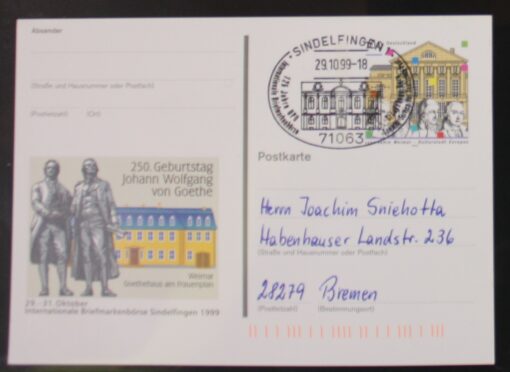 Absender
(Straße und Hausnummer oder Postfach)
(Postleitzahl) (Ort)
250. Geburtstag
Johann Wolfgang
von Goethe
Weimar
Goethehaus am Frauenplan
29. - 31. Oktober
Internationale Briefmarkenbörse Sindelfingen 1999
SINDELFINGEN
29.10.99-18
71063
Deutschland
Postkarte
Herrn Joachim Sniehotta
Habenhauser Landstr. 236
(Straße und Hausnummer oder Postfach)
28279 Bremen
(Postleitzahl) (Bestimmungsort)